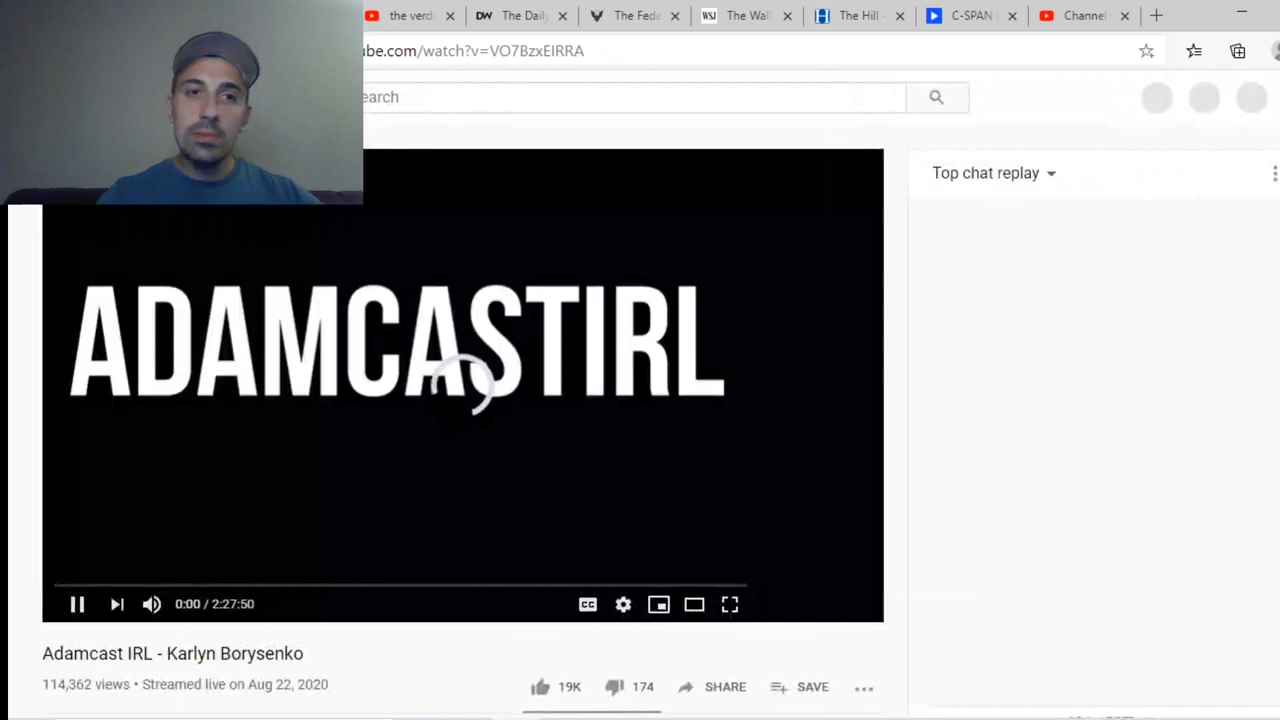 the verdi
DW The Daily
The Fede
WSJ The Wall
The Hill -
C-SPAN
Channel
ube.com/watch?v=VO7BzxEIRRA
earch
Top chat replay
ADAMCASTIRL
0:00 / 2:27:50
CC
Adamcast IRL - Karlyn Borysenko
114,362 views • Streamed live on Aug 22, 2020
19K
174
SHARE
SAVE